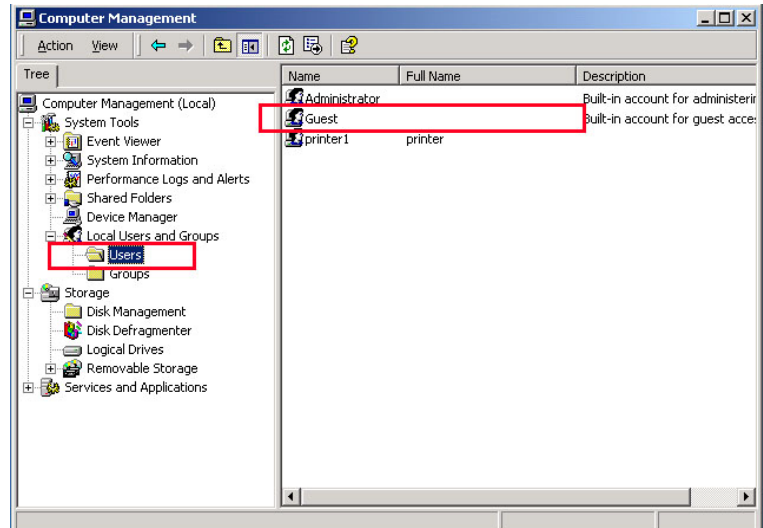 Computer Management
Action View
Tree
Name Full Name Description
Computer Management (Local)
System Tools
Event Viewer
System Information
Performance Logs and Alerts
Shared Folders
Device Manager
Local Users and Groups
Users
Groups
Storage
Disk Management
Disk Defragmenter
Logical Drives
Removable Storage
Services and Applications
Administrator Built-in account for administerin
Guest Built-in account for guest acce
printer1 printer